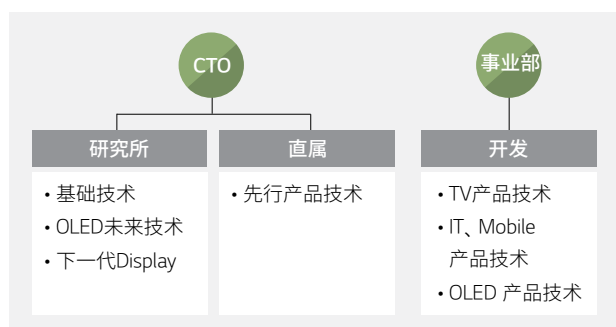 CTO
事业部
研究所
直属
开发
• 基础技术
• OLED未来技术
• 下一代Display
• 先行产品技术
• TV产品技术
• IT、Mobile
产品技术
• OLED 产品技术